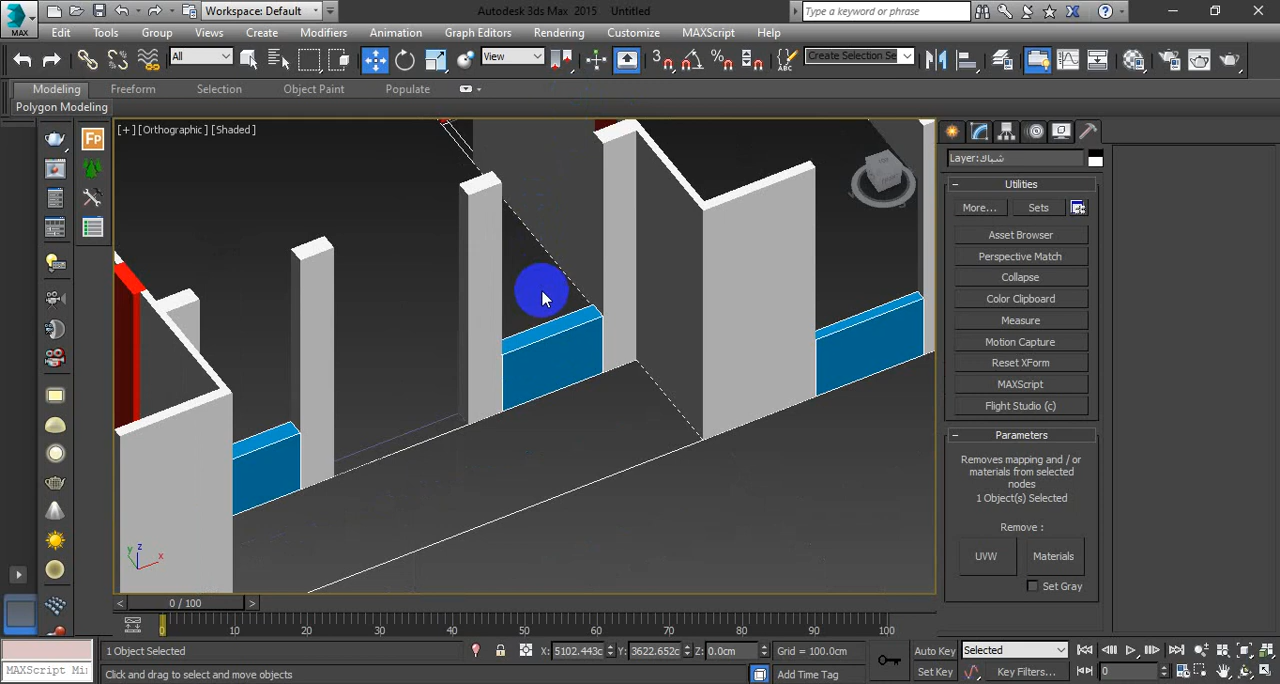 MAX
Workspace: Default
Autodesk 3ds Max 2015 Untitled
Type a keyword or phrase
Edit Tools Group Views Create Modifiers Animation Graph Editors Rendering Customize MAXScript Help
All
View
3
Create Selection Se
Modeling Freeform Selection Object Paint Populate
Polygon Modeling
Fp
[+] [Orthographic] [Shaded]
Layer:شباك
- Utilities
More... Sets
Asset Browser
Perspective Match
Collapse
Color Clipboard
Measure
Motion Capture
Reset XForm
MAXScript
Flight Studio (c)
- Parameters
Removes mapping and / or
materials from selected
nodes
1 Object(s) Selected
Remove :
UVW Materials
Set Gray
z
y
x
< 0 / 100 >
0 10 20 30 40 50 60 70 80 90 100
1 Object Selected X: 5102.443c Y: 3622.652c Z: 0.0cm Grid = 100.0cm Auto Key Selected
MAXScript Mi Click and drag to select and move objects Add Time Tag Set Key Key Filters... 0